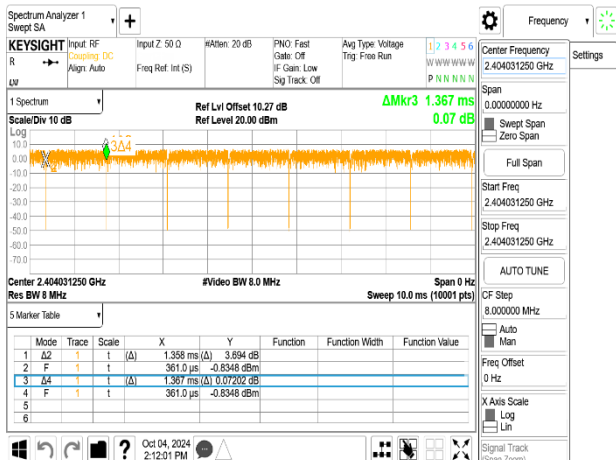 Spectrum Analyzer 1
Swept SA
+
Frequency
KEYSIGHT
R
Input: RF
Coupling: DC
Align: Auto
Input Z: 50 Ω
Freq Ref: Int (S)
#Atten: 20 dB
PNO: Fast
Gate: Off
IF Gain: Low
Sig Track: Off
Avg Type: Voltage
Trig: Free Run
1 2 3 4 5 6
W W W W W W
P N N N N N
Center Frequency
2.404031250 GHz
Settings
Span
0.00000000 Hz
Swept Span
Zero Span
Full Span
Start Freq
2.404031250 GHz
Stop Freq
2.404031250 GHz
AUTO TUNE
CF Step
8.000000 MHz
Auto
Man
Freq Offset
0 Hz
X Axis Scale
Log
Lin
Signal Track
(Span Zoom)
1 Spectrum
Scale/Div 10 dB
Ref Lvl Offset 10.27 dB
Ref Level 20.00 dBm
ΔMkr3 1.367 ms
0.07 dB
Log
10.0
0.00
-10.0
-20.0
-30.0
-40.0
-50.0
-60.0
-70.0
3Δ4
X
Center 2.404031250 GHz
Res BW 8 MHz
#Video BW 8.0 MHz
Span 0 Hz
Sweep 10.0 ms (10001 pts)
5 Marker Table
Mode Trace Scale X Y Function Function Width Function Value
1 Δ2 1 t (Δ) 1.358 ms (Δ) 3.694 dB
2 F 1 t 361.0 µs -0.8348 dBm
3 Δ4 1 t (Δ) 1.367 ms (Δ) 0.07202 dB
4 F 1 t 361.0 µs -0.8348 dBm
5
6
?
Oct 04, 2024
2:12:01 PM